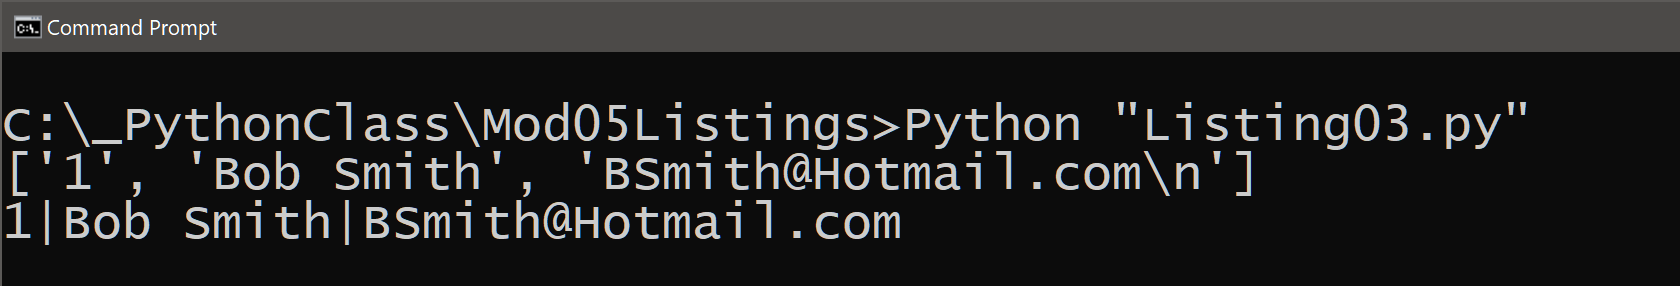 Command Prompt
C:\_PythonClass\Mod05Listings>Python "Listing03.py"
['1', 'Bob Smith', 'BSmith@Hotmail.com\n']
1|Bob Smith|BSmith@Hotmail.com